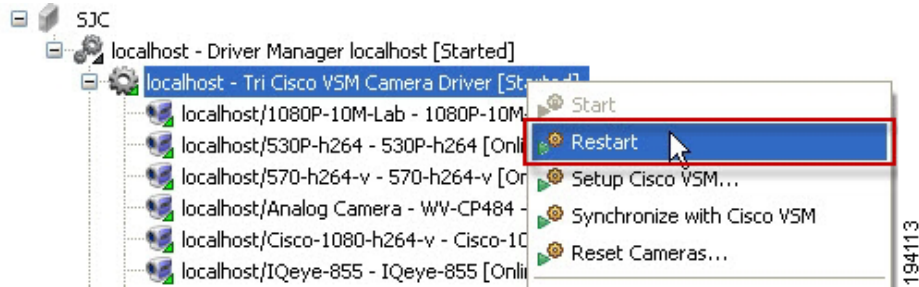 SJC
localhost - Driver Manager localhost [Started]
localhost - Tri Cisco VSM Camera Driver [Started]
localhost/1080P-10M-Lab - 1080P-10M-
localhost/530P-h264 - 530P-h264 [Onli
localhost/570-h264-v - 570-h264-v [On
localhost/Analog Camera - WV-CP484 -
localhost/Cisco-1080-h264-v - Cisco-10
localhost/IQeye-855 - IQeye-855 [Onlin
Start
Restart
Setup Cisco VSM...
Synchronize with Cisco VSM
Reset Cameras...
194113